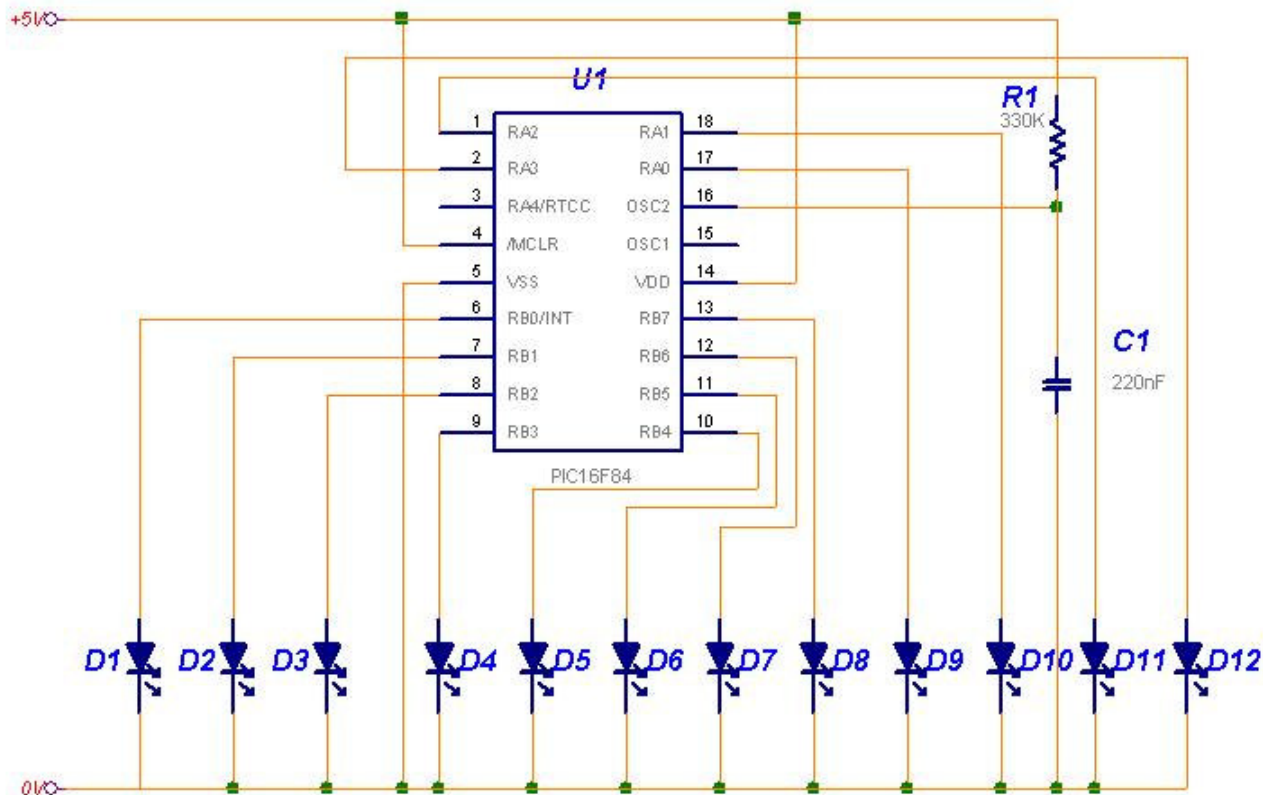 +5V
U1
R1
330K
1 RA2 RA1 18
2 RA3 RA0 17
3 RA4/RTCC OSC2 16
4 /MCLR OSC1 15
5 VSS VDD 14
6 RB0/INT RB7 13
7 RB1 RB6 12
8 RB2 RB5 11
9 RB3 RB4 10
C1
220nF
PIC16F84
D1 D2 D3 D4 D5 D6 D7 D8 D9 D10 D11 D12
0V